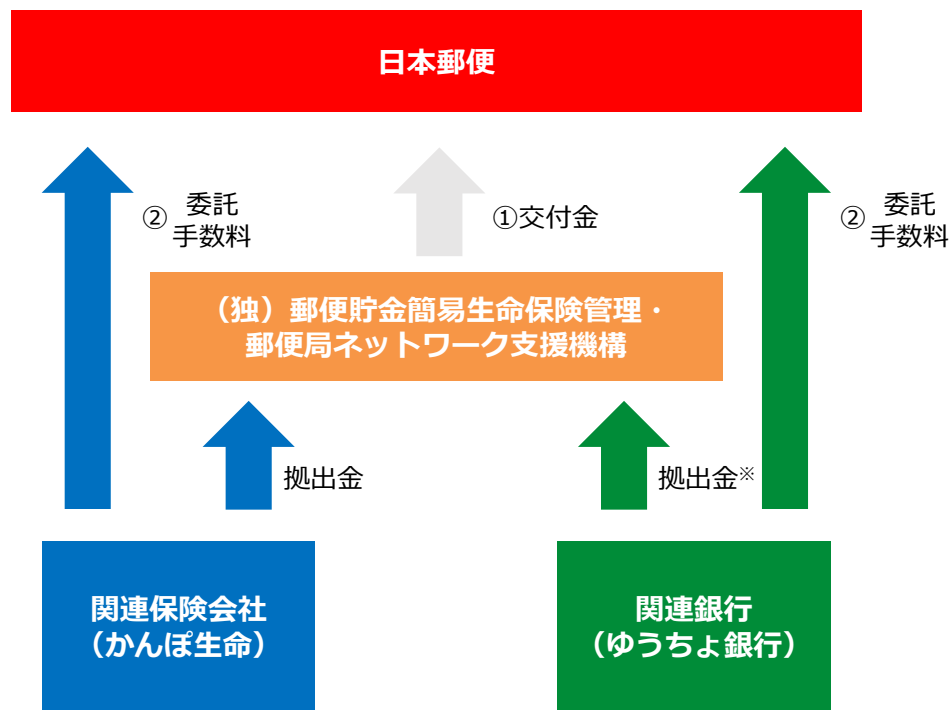 日本郵便
② 委託
手数料
①交付金
② 委託
手数料
（独）郵便貯金簡易生命保険管理・
郵便局ネットワーク支援機構
拠出金
拠出金※
関連保険会社
（かんぽ生命）
関連銀行
（ゆうちょ銀行）